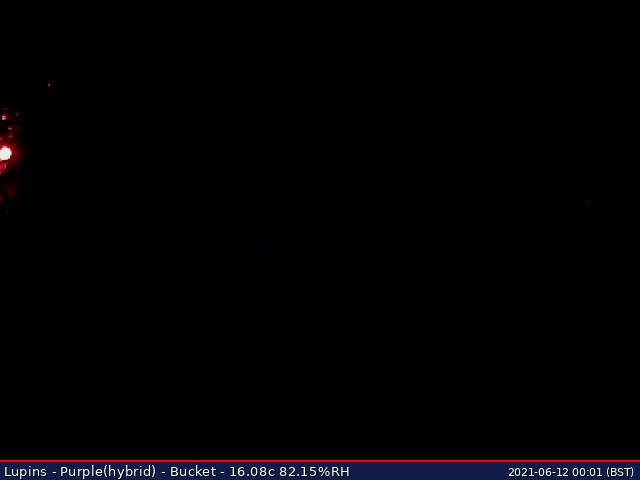 Lupins - Purple(hybrid) - Bucket - 16.08c 82.15%RH
2021-06-12 00:01 (BST)